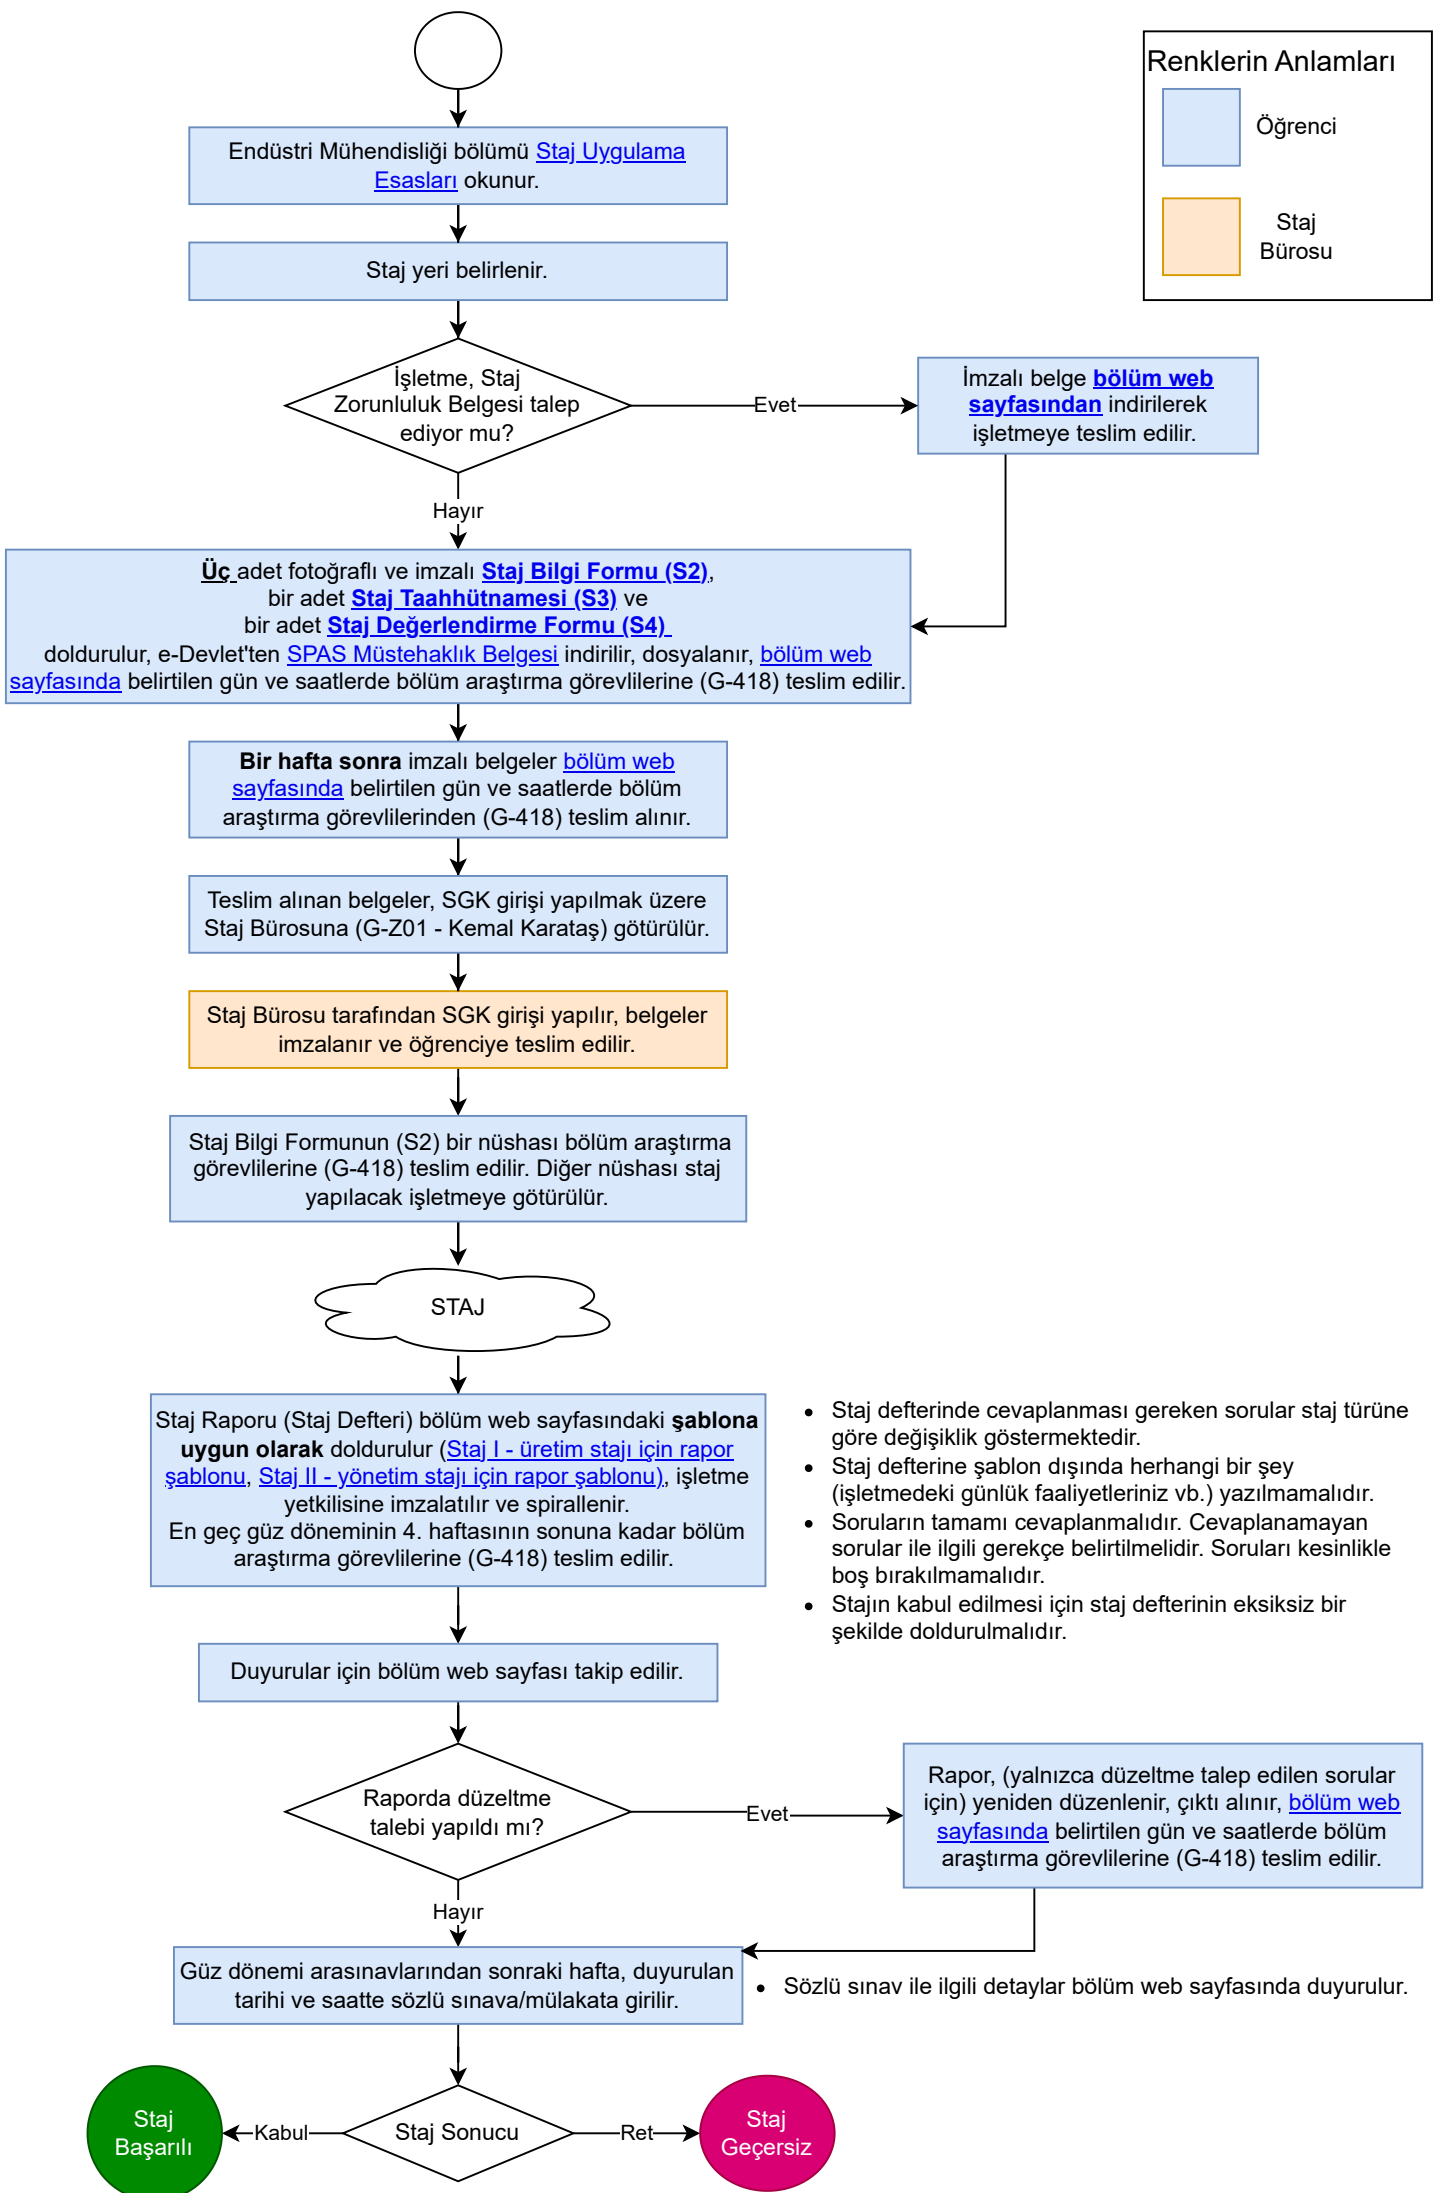 Renklerin Anlamları
Öğrenci
Staj
Bürosu
Endüstri Mühendisliği bölümü Staj Uygulama
Esasları okunur.
Staj yeri belirlenir.
İşletme, Staj
Zorunluluk Belgesi talep
ediyor mu?
Evet
İmzalı belge bölüm web
sayfasından indirilerek
işletmeye teslim edilir.
Hayır
Üç adet fotoğraflı ve imzalı Staj Bilgi Formu (S2),
bir adet Staj Taahhütnamesi (S3) ve
bir adet Staj Değerlendirme Formu (S4)
doldurulur, e-Devlet'ten SPAS Müstehaklık Belgesi indirilir, dosyalanır, bölüm web
sayfasında belirtilen gün ve saatlerde bölüm araştırma görevlilerine (G-418) teslim edilir.
Bir hafta sonra imzalı belgeler bölüm web
sayfasında belirtilen gün ve saatlerde bölüm
araştırma görevlilerinden (G-418) teslim alınır.
Teslim alınan belgeler, SGK girişi yapılmak üzere
Staj Bürosuna (G-Z01 - Kemal Karataş) götürülür.
Staj Bürosu tarafından SGK girişi yapılır, belgeler
imzalanır ve öğrenciye teslim edilir.
Staj Bilgi Formunun (S2) bir nüshası bölüm araştırma
görevlilerine (G-418) teslim edilir. Diğer nüshası staj
yapılacak işletmeye götürülür.
STAJ
Staj Raporu (Staj Defteri) bölüm web sayfasındaki şablona
uygun olarak doldurulur (Staj I - üretim stajı için rapor
şablonu, Staj II - yönetim stajı için rapor şablonu), işletme
yetkilisine imzalatılır ve spirallenir.
En geç güz döneminin 4. haftasının sonuna kadar bölüm
araştırma görevlilerine (G-418) teslim edilir.
• Staj defterinde cevaplanması gereken sorular staj türüne
göre değişiklik göstermektedir.
• Staj defterine şablon dışında herhangi bir şey
(işletmedeki günlük faaliyetleriniz vb.) yazılmamalıdır.
• Soruların tamamı cevaplanmalıdır. Cevaplanamayan
sorular ile ilgili gerekçe belirtilmelidir. Soruları kesinlikle
boş bırakılmamalıdır.
• Stajın kabul edilmesi için staj defterinin eksiksiz bir
şekilde doldurulmalıdır.
Duyurular için bölüm web sayfası takip edilir.
Raporda düzeltme
talebi yapıldı mı?
Evet
Rapor, (yalnızca düzeltme talep edilen sorular
için) yeniden düzenlenir, çıktı alınır, bölüm web
sayfasında belirtilen gün ve saatlerde bölüm
araştırma görevlilerine (G-418) teslim edilir.
Hayır
Güz dönemi arasınavlarından sonraki hafta, duyurulan
tarihi ve saatte sözlü sınava/mülakata girilir.
• Sözlü sınav ile ilgili detaylar bölüm web sayfasında duyurulur.
Staj
Başarılı
Kabul
Staj Sonucu
Ret
Staj
Geçersiz